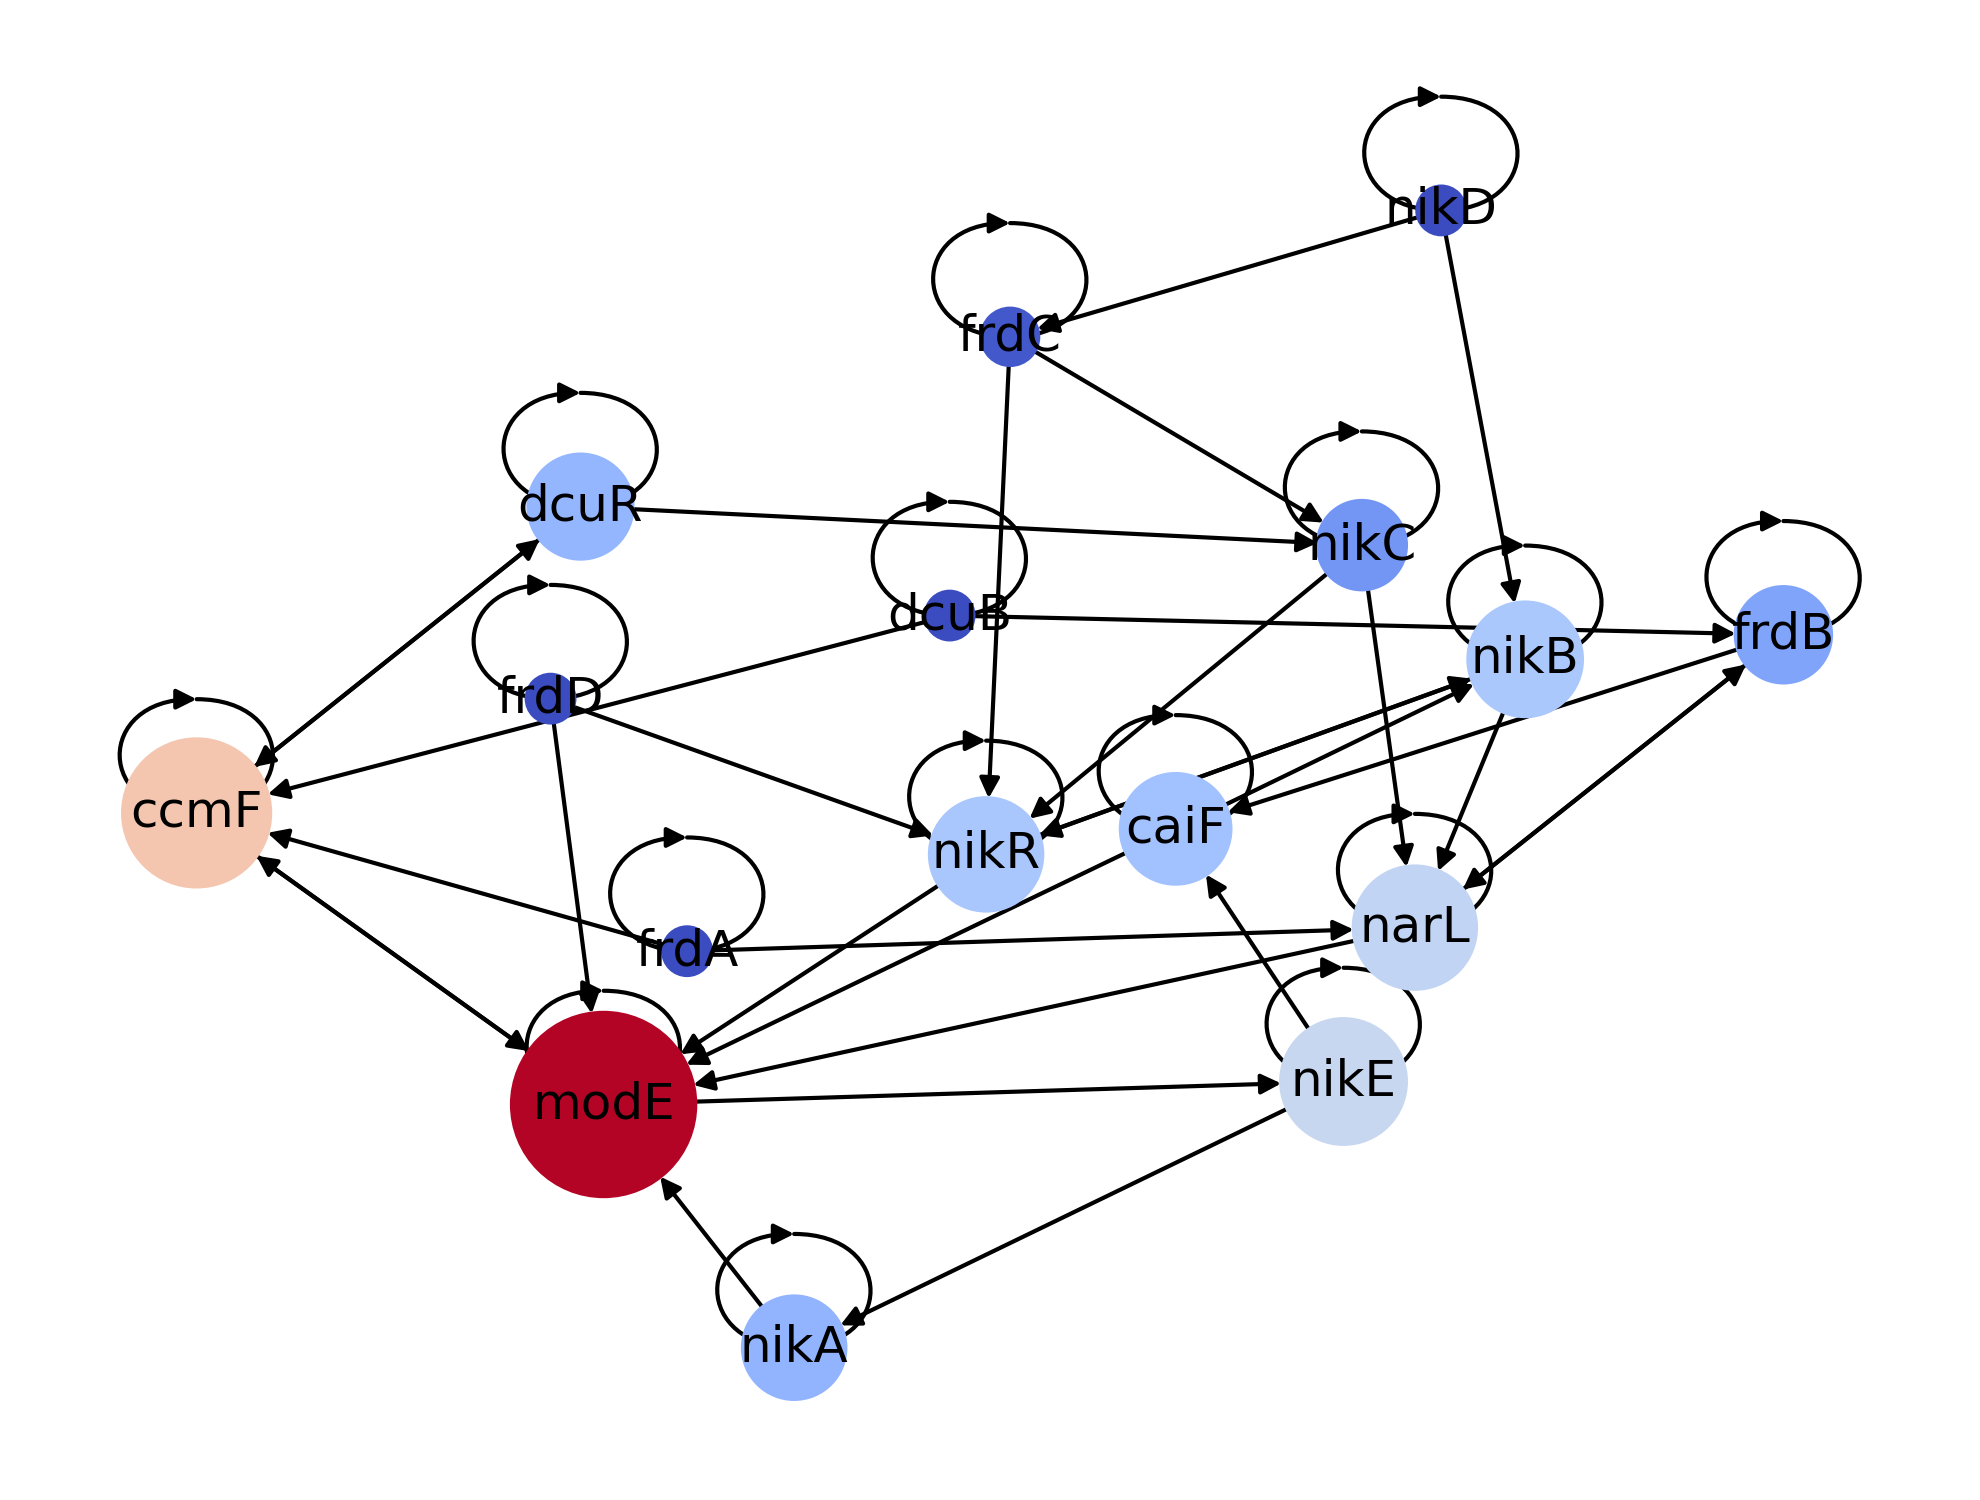 nikD
frdC
dcuR
nikC
dcuB
frdB
nikB
frdD
ccmF
caiF
nikR
narL
frdA
nikE
modE
nikA